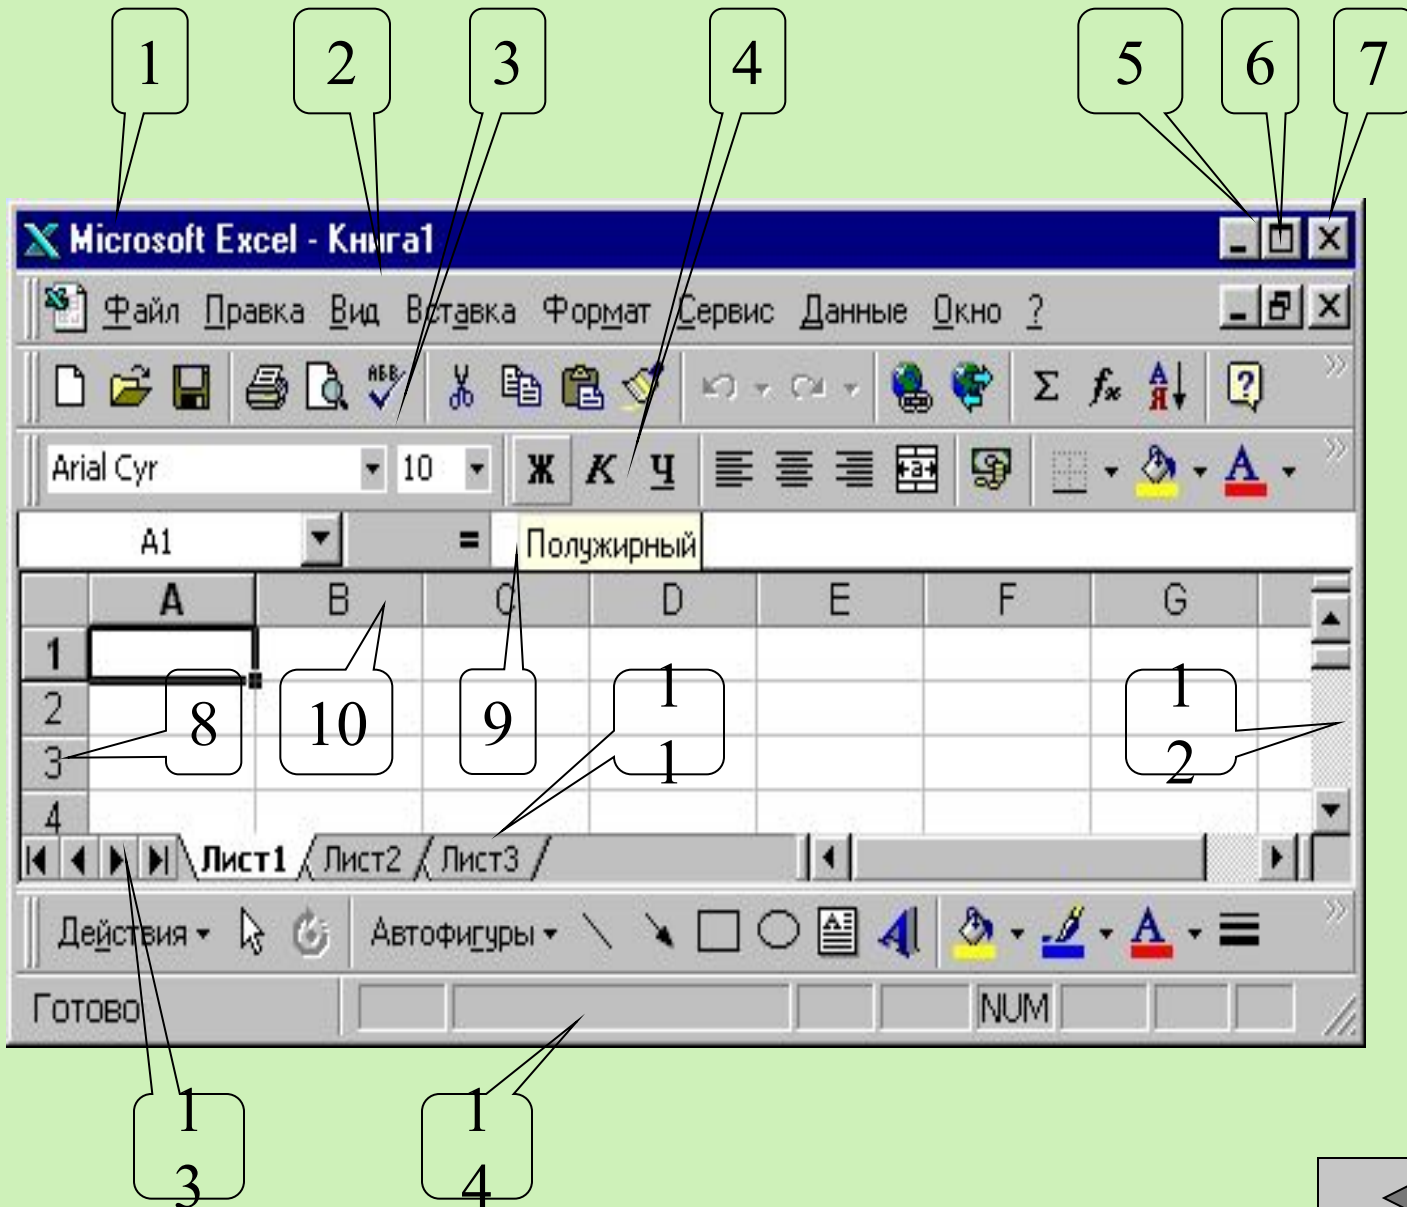 1 2 3 4 5 6 7
Microsoft Excel - Книга1
Файл Правка Вид Вставка Формат Сервис Данные Окно ?
АБВ Σ fx А Я ?
Arial Cyr 10 Ж К Ч a А
A1 = Полужирный
A B C D E F G
1
2
3
4
8 10 9 1 1
1 2
Лист1 Лист2 Лист3
Действия Автофигуры A A А
Готово NUM
1 3
1 4